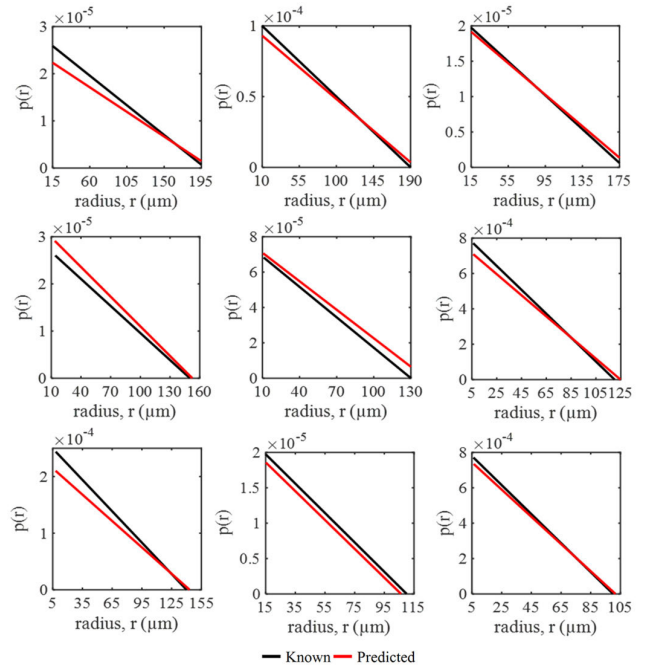 ×10⁻⁵ ×10⁻⁴ ×10⁻⁵
3 2 1 0
p(r)
15 60 105 150 195
radius, r (µm)
1 0.5 0
p(r)
10 55 100 145 190
radius, r (µm)
2 1.5 1 0.5 0
p(r)
15 55 95 135 175
radius, r (µm)
×10⁻⁵ ×10⁻⁵ ×10⁻⁴
3 2 1 0
p(r)
10 40 70 100 130 160
radius, r (µm)
8 6 4 2 0
p(r)
10 40 70 100 130
radius, r (µm)
8 6 4 2 0
p(r)
5 25 45 65 85 105 125
radius, r (µm)
×10⁻⁴ ×10⁻⁵ ×10⁻⁴
2 1 0
p(r)
5 35 65 95 125 155
radius, r (µm)
2 1.5 1 0.5 0
p(r)
15 35 55 75 95 115
radius, r (µm)
8 6 4 2 0
p(r)
5 25 45 65 85 105
radius, r (µm)
Known Predicted